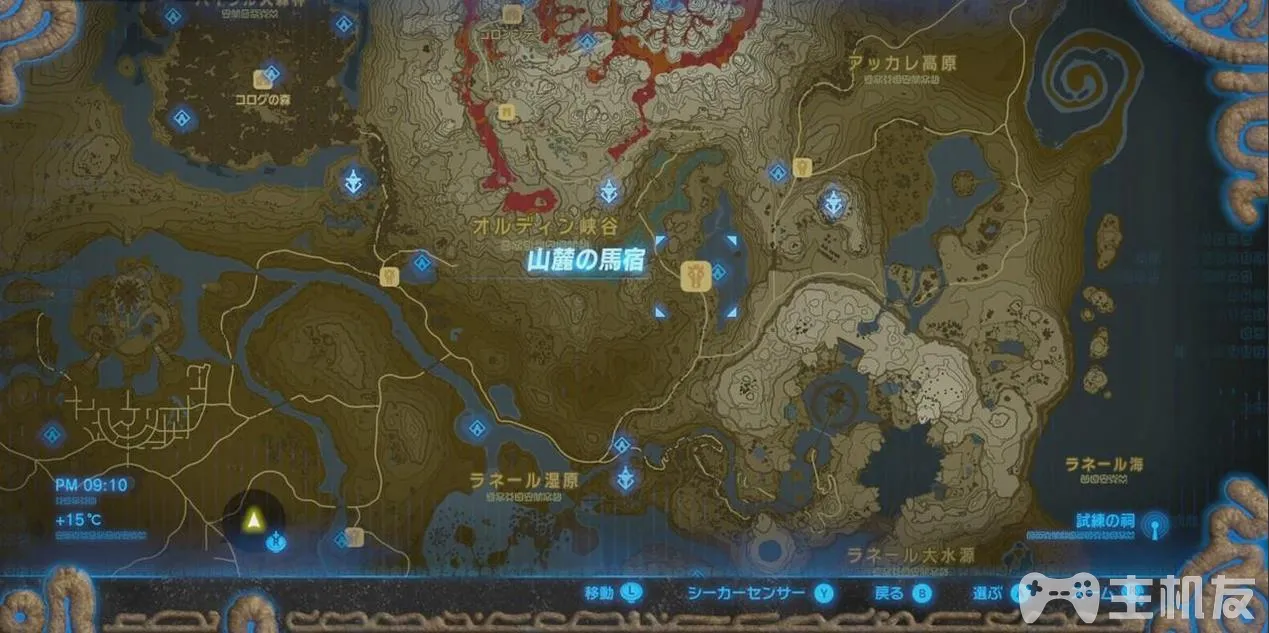 コログの森
アッカレ高原
オルディン峡谷
山麓の馬宿
ラネール湿原
ラネール海
PM 09:10
+15℃
試練の祠
ラネール大水源
移動 L
シーカーセンサー Y
戻る B
選ぶ
主机友